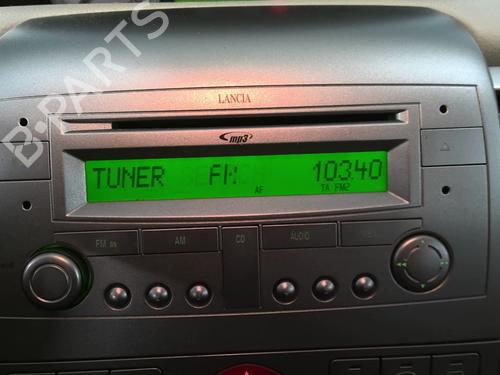 B-PARTS
LANCIA
mp3
TUNER FM 103.40
AF TA FM2
FM AS AM CD AUDIO